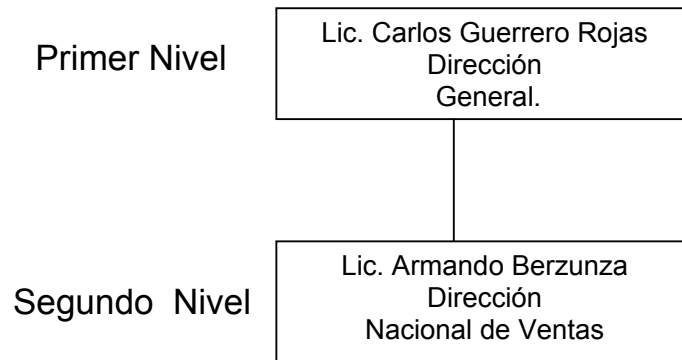 Primer Nivel
Lic. Carlos Guerrero Rojas
Dirección
General.
Segundo Nivel
Lic. Armando Berzunza
Dirección
Nacional de Ventas